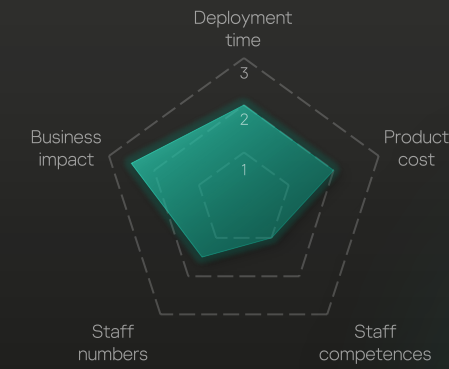 Deployment
time
3
2
1
Business
impact
Product
cost
Staff
numbers
Staff
competences